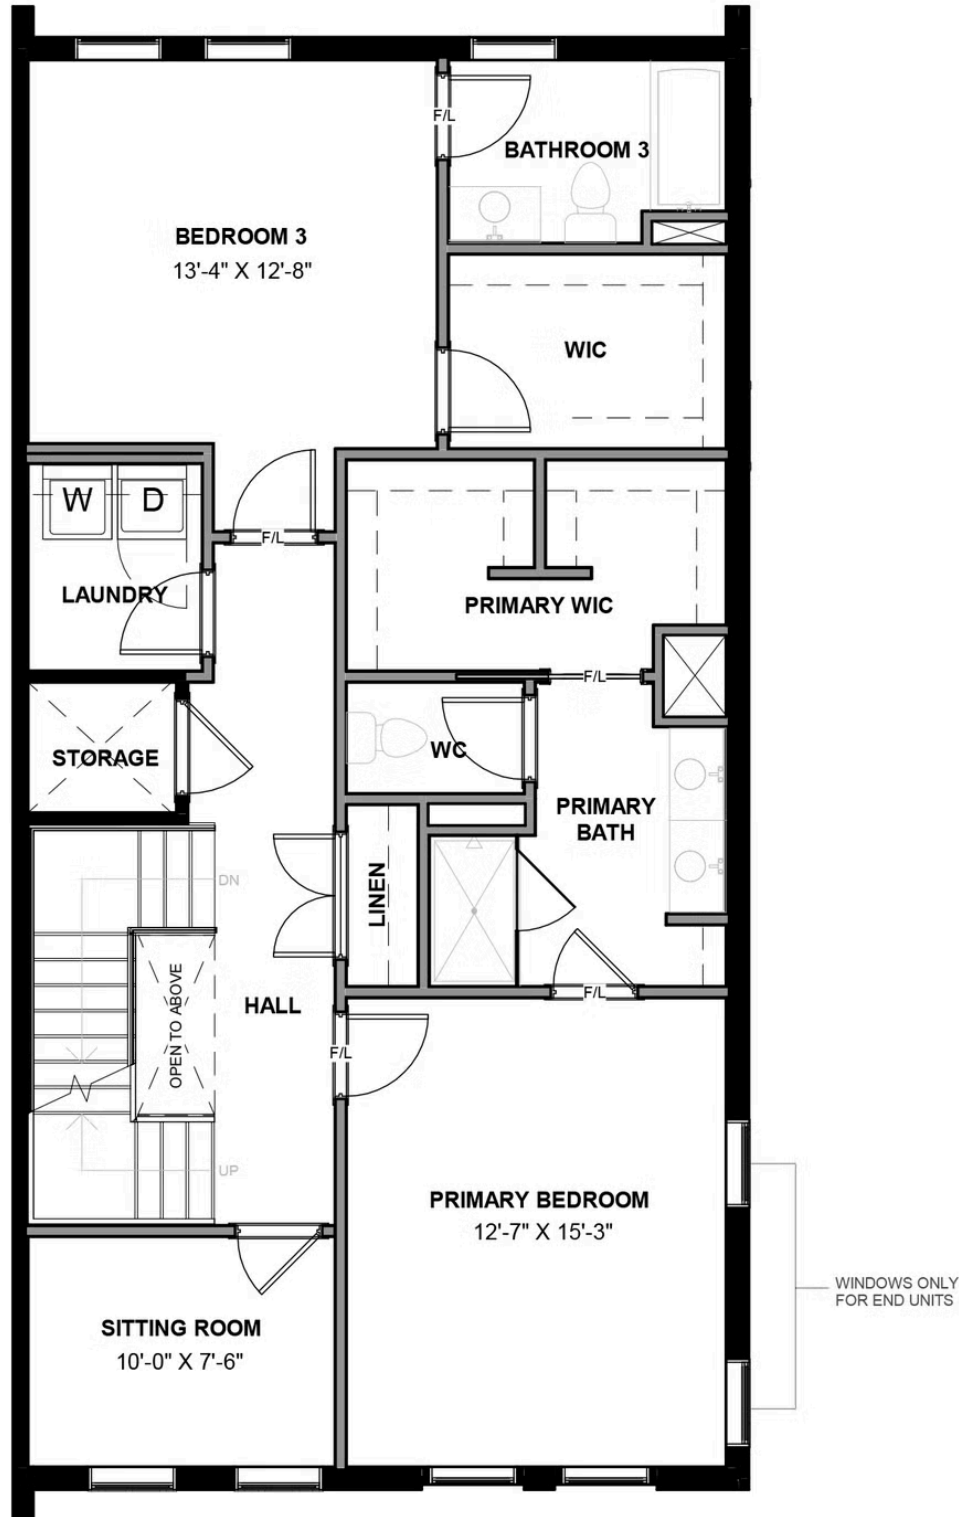 F/L
BATHROOM 3
BEDROOM 3
13'-4" X 12'-8"
WIC
W
D
F/L
LAUNDRY
PRIMARY WIC
F/L
STORAGE
WC
PRIMARY
BATH
DN
LINEN
OPEN TO ABOVE
HALL
F/L
F/L
UP
PRIMARY BEDROOM
12'-7" X 15'-3"
WINDOWS ONLY
FOR END UNITS
SITTING ROOM
10'-0" X 7'-6"